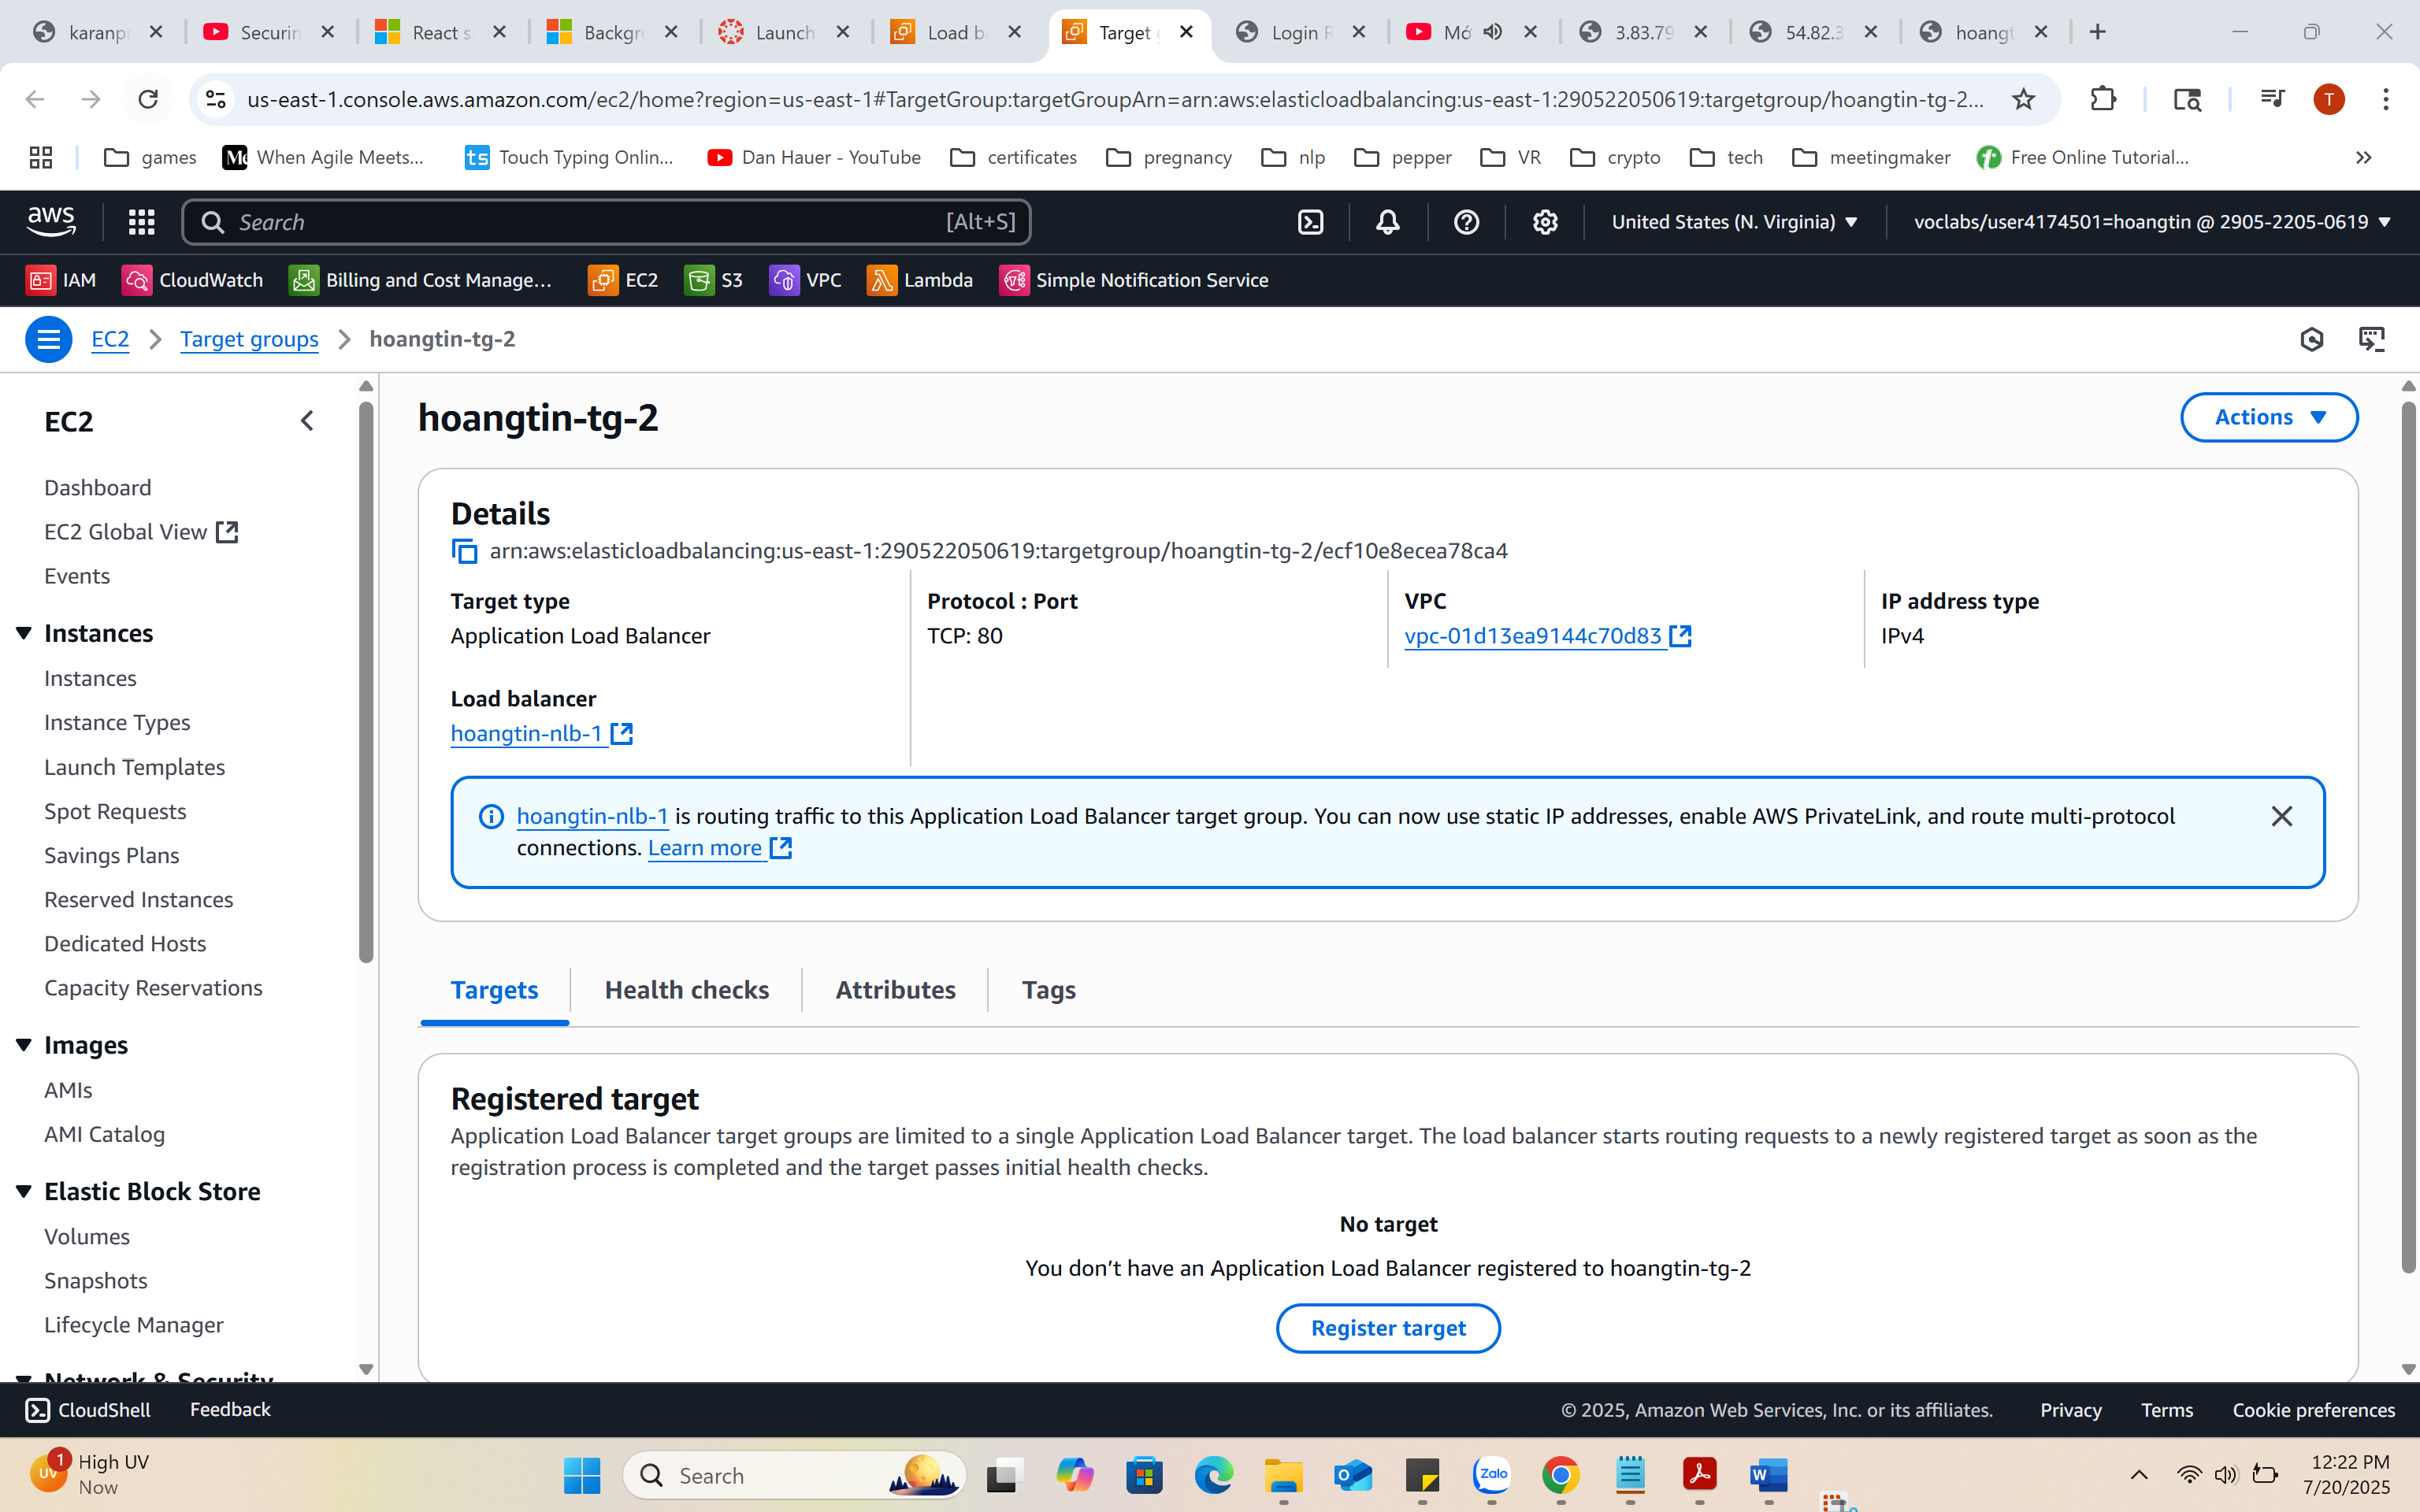 karanp
Securin
React s
Backgr
Launch
Load b
Target
Login R
Mớ
3.83.79
54.82.3
hoangt
us-east-1.console.aws.amazon.com/ec2/home?region=us-east-1#TargetGroup:targetGroupArn=arn:aws:elasticloadbalancing:us-east-1:290522050619:targetgroup/hoangtin-tg-2...
T
games
When Agile Meets...
ts
Touch Typing Onlin...
Dan Hauer - YouTube
certificates
pregnancy
nlp
pepper
VR
crypto
tech
meetingmaker
Free Online Tutorial...
aws
Search
[Alt+S]
United States (N. Virginia)
voclabs/user4174501=hoangtin @ 2905-2205-0619
IAM
CloudWatch
Billing and Cost Manage...
EC2
S3
VPC
Lambda
Simple Notification Service
EC2
Target groups
hoangtin-tg-2
EC2
Dashboard
EC2 Global View
Events
Instances
Instances
Instance Types
Launch Templates
Spot Requests
Savings Plans
Reserved Instances
Dedicated Hosts
Capacity Reservations
Images
AMIs
AMI Catalog
Elastic Block Store
Volumes
Snapshots
Lifecycle Manager
Network & Security
hoangtin-tg-2
Actions
Details
arn:aws:elasticloadbalancing:us-east-1:290522050619:targetgroup/hoangtin-tg-2/ecf10e8ecea78ca4
Target type
Application Load Balancer
Protocol : Port
TCP: 80
VPC
vpc-01d13ea9144c70d83
IP address type
IPv4
Load balancer
hoangtin-nlb-1
hoangtin-nlb-1 is routing traffic to this Application Load Balancer target group. You can now use static IP addresses, enable AWS PrivateLink, and route multi-protocol
connections. Learn more
Targets
Health checks
Attributes
Tags
Registered target
Application Load Balancer target groups are limited to a single Application Load Balancer target. The load balancer starts routing requests to a newly registered target as soon as the
registration process is completed and the target passes initial health checks.
No target
You don't have an Application Load Balancer registered to hoangtin-tg-2
Register target
CloudShell
Feedback
© 2025, Amazon Web Services, Inc. or its affiliates.
Privacy
Terms
Cookie preferences
UV
1
High UV
Now
Search
Zalo
12:22 PM
7/20/2025